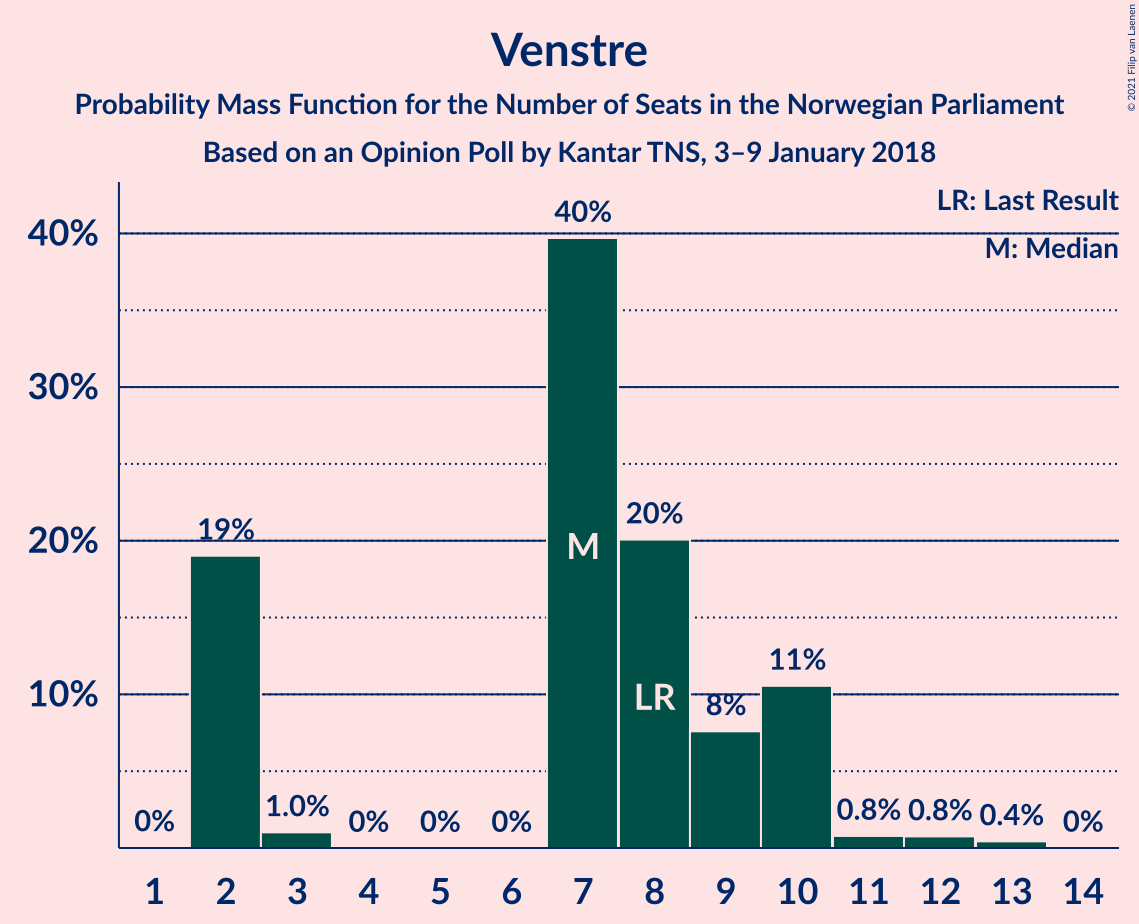 Venstre
Probability Mass Function for the Number of Seats in the Norwegian Parliament
Based on an Opinion Poll by Kantar TNS, 3–9 January 2018
© 2021 Filip van Laenen
LR: Last Result
M: Median
40%
30%
20%
10%
0%
19%
1.0%
0%
0%
0%
40%
20%
8%
11%
0.8%
0.8%
0.4%
0%
M
LR
1 2 3 4 5 6 7 8 9 10 11 12 13 14